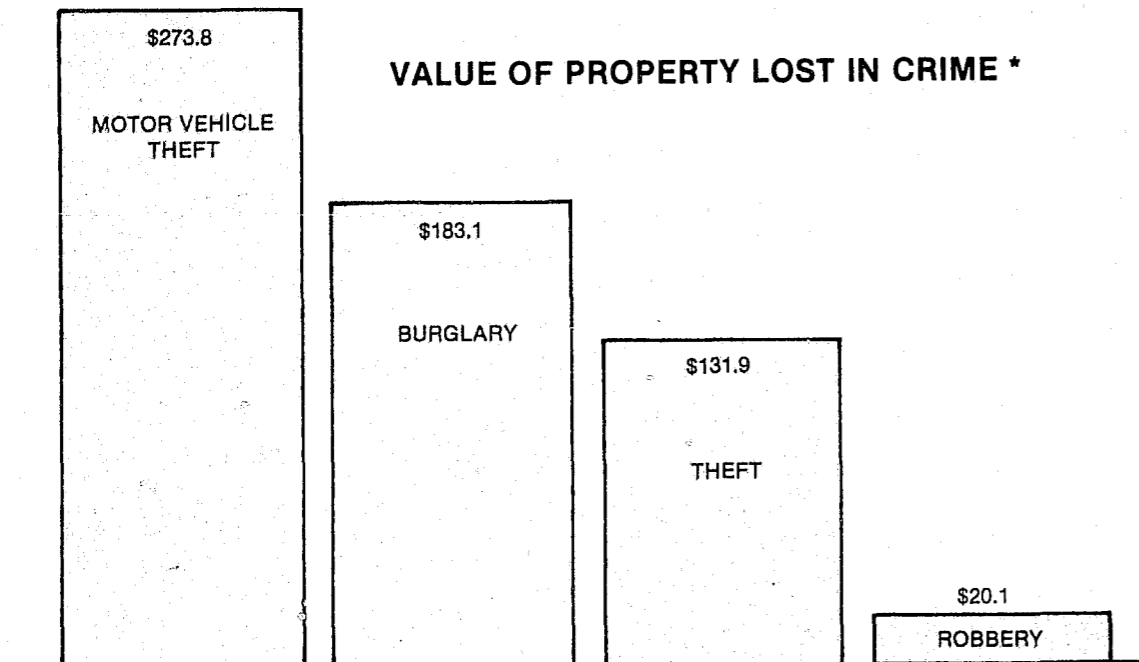 $273.8
VALUE OF PROPERTY LOST IN CRIME *
MOTOR VEHICLE
THEFT
$183.1
BURGLARY
$131.9
THEFT
$20.1
ROBBERY